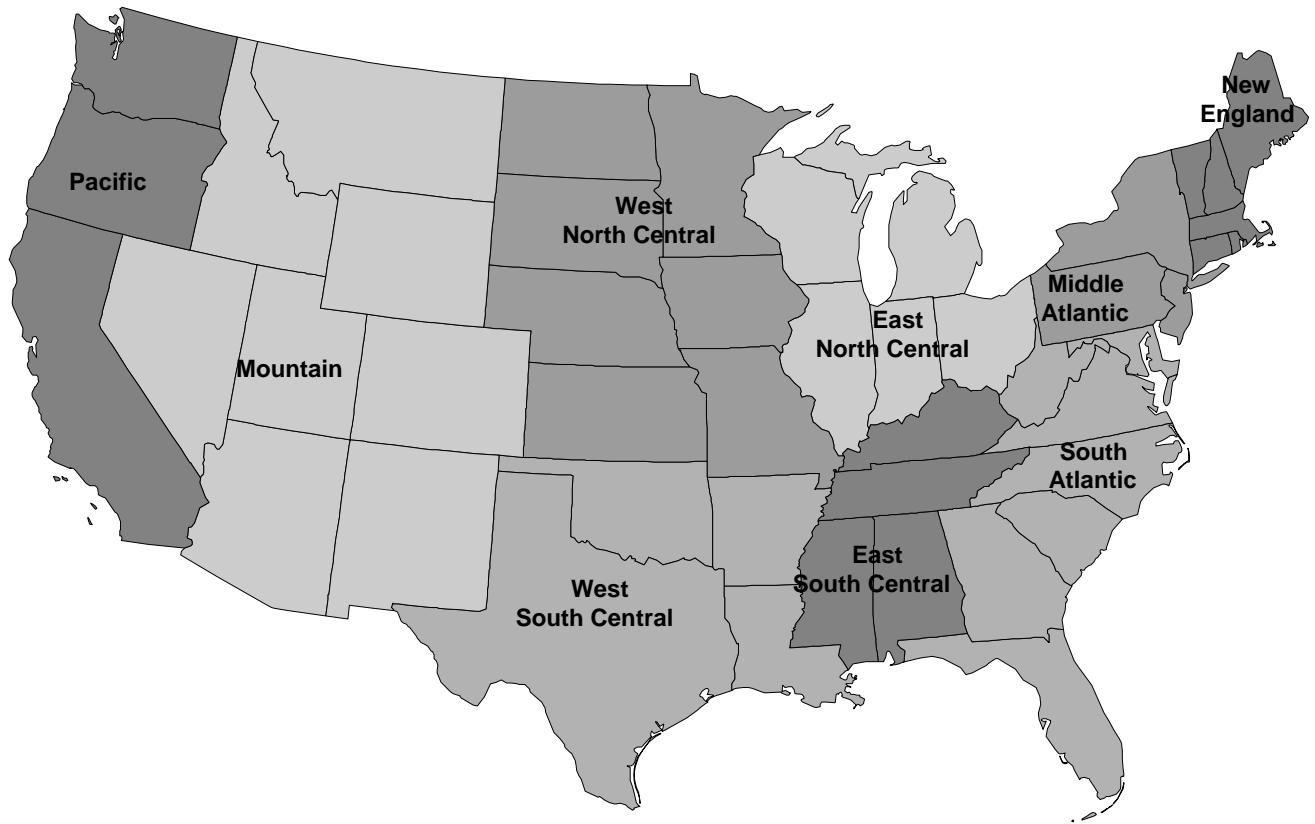 New
England
Pacific
West
North Central
Middle
Atlantic
East
North Central
Mountain
South
Atlantic
East
South Central
West
South Central